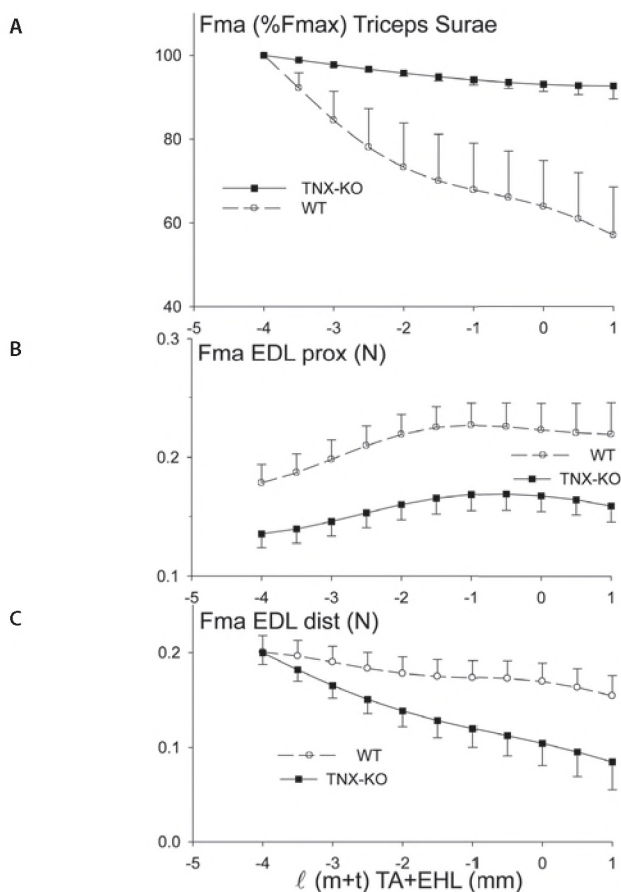 A
Fma (%Fmax) Triceps Surae
100
80
60
40
TNX-KO
WT
-5 -4 -3 -2 -1 0 1
B
Fma EDL prox (N)
0.3
0.2
0.1
WT
TNX-KO
-5 -4 -3 -2 -1 0 1
C
Fma EDL dist (N)
0.2
0.1
0.0
WT
TNX-KO
-5 -4 -3 -2 -1 0 1
ℓ (m+t) TA+EHL (mm)